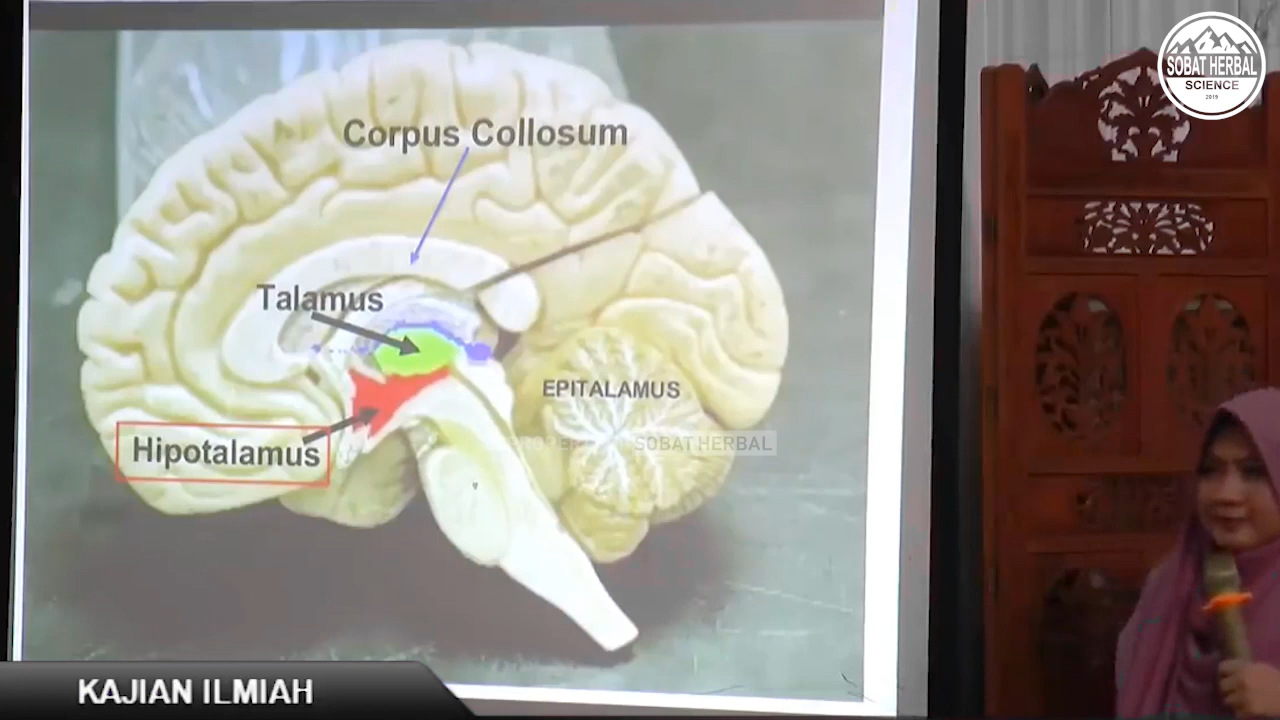 SOBAT HERBAL
SCIENCE
2019
Corpus Collosum
Talamus
EPITALAMUS
SOBAT HERBAL
Hipotalamus
KAJIAN ILMIAH